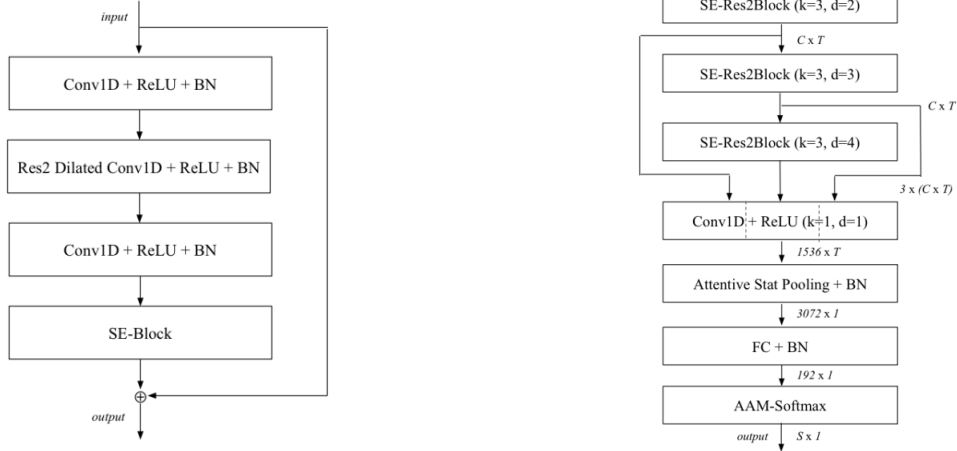 input
Conv1D + ReLU + BN
Res2 Dilated Conv1D + ReLU + BN
Conv1D + ReLU + BN
SE-Block
output
SE-Res2Block (k=3, d=2)
C x T
SE-Res2Block (k=3, d=3)
C x T
SE-Res2Block (k=3, d=4)
3 x (C x T)
Conv1D + ReLU (k=1, d=1)
1536 x T
Attentive Stat Pooling + BN
3072 x 1
FC + BN
192 x 1
AAM-Softmax
output S x 1